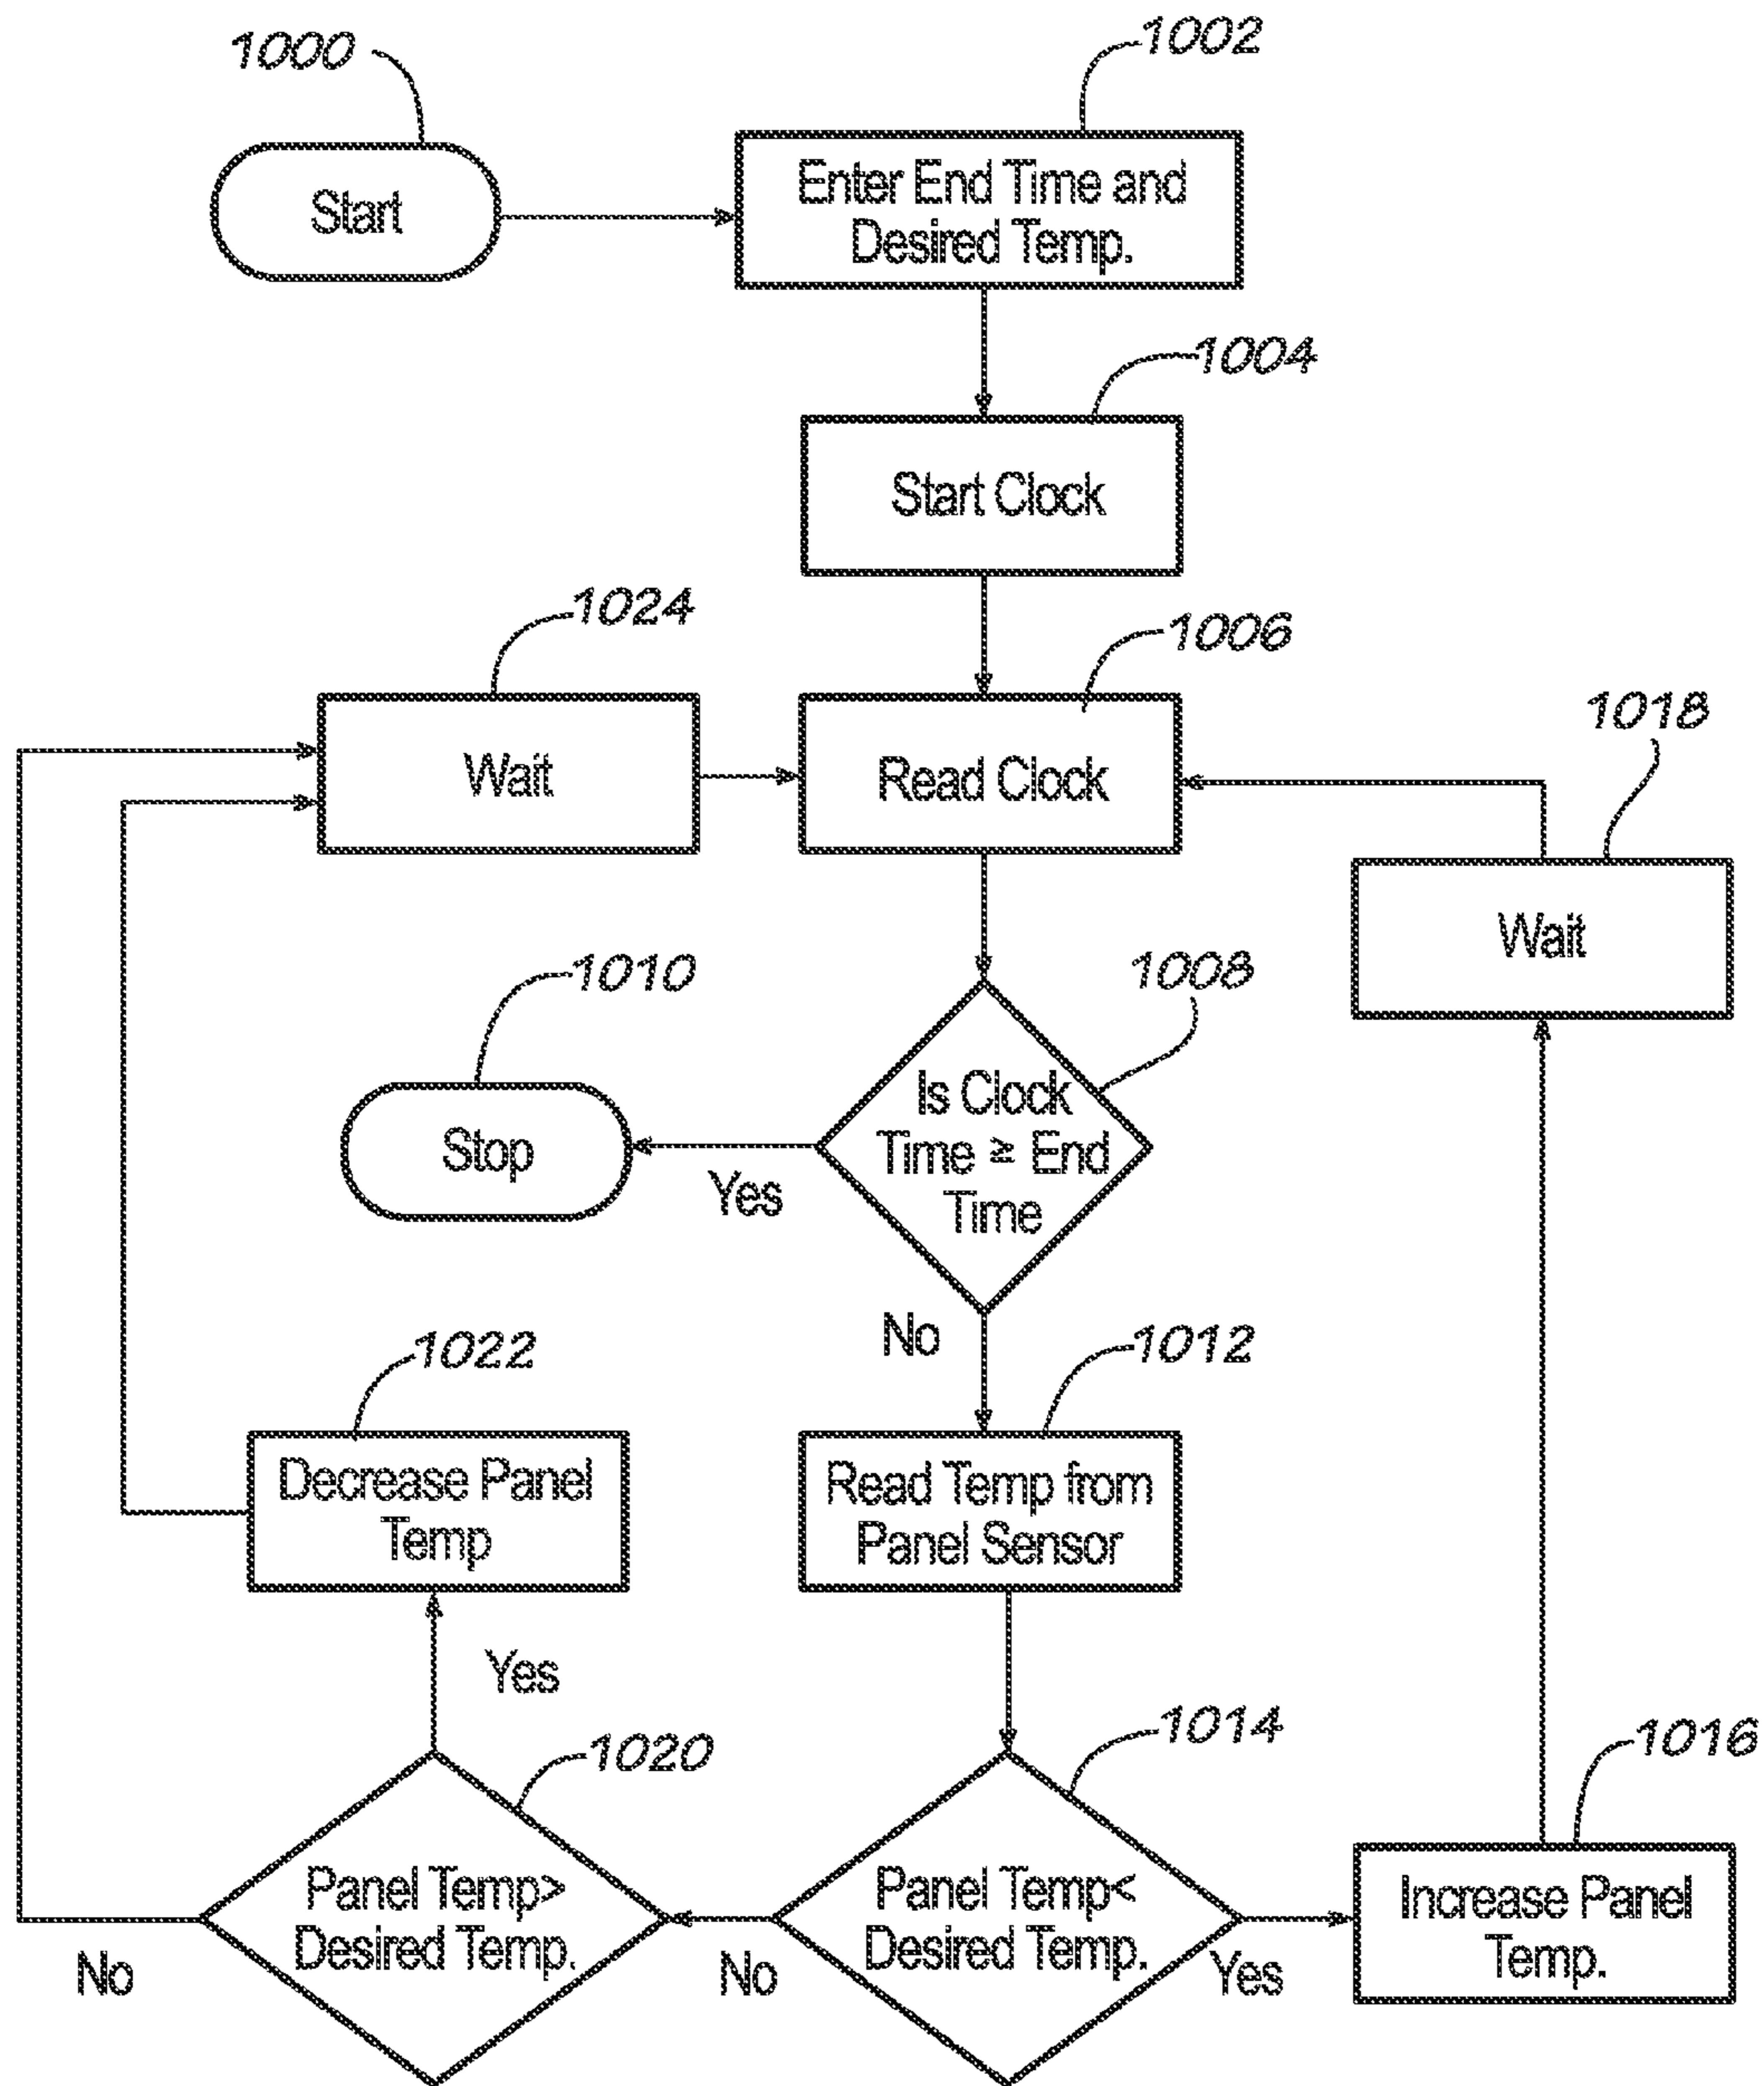 1000
1002
Start
Enter End Time and
Desired Temp.
1004
Start Clock
1024
1006
1018
Wait
Read Clock
Wait
1010
1008
Stop
Is Clock
Time ≥ End
Time
Yes
No
1022
1012
Decrease Panel
Temp
Read Temp from
Panel Sensor
Yes
1020
1014
1016
Panel Temp>
Desired Temp.
Panel Temp<
Desired Temp.
Increase Panel
Temp.
No
No
Yes